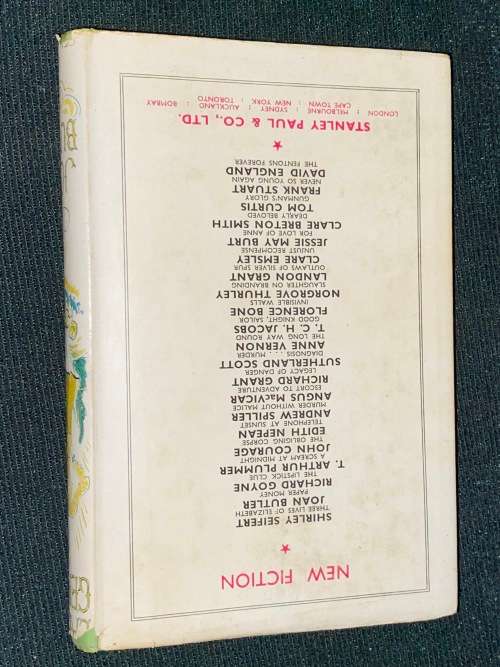 NEW FICTION
SHIRLEY SEIFERT
THREE LIVES OF ELIZABETH
JOAN BUTLER
PAPER MONEY
RICHARD GOYNE
THE LIPSTICK CLUE
T. ARTHUR PLUMMER
A SCREAM AT MIDNIGHT
JOHN COURAGE
THE OBLIGING CORPSE
EDITH NEPEAN
TELEPHONE AT SUNSET
ANDREW SPILLER
MURDER WITHOUT MALICE
ANGUS MacVICAR
ESCORT TO ADVENTURE
RICHARD GRANT
LEGACY OF DANGER
SUTHERLAND SCOTT
DIAGNOSIS . . . MURDER
ANNE VERNON
THE LONG WAY ROUND
T. C. H. JACOBS
GOOD KNIGHT, SAILOR
FLORENCE BONE
INVISIBLE WALLS
NORGROVE THURLEY
SLAUGHTER ON BRANDING
LANDON GRANT
OUTLAWS OF SILVER SPUR
CLARE EMSLEY
UNJUST RECOMPENSE
JESSIE MAY BURT
FOR LOVE OF ANNE
CLARE BRETON SMITH
DEARLY BELOVED
TOM CURTIS
GUNMAN'S GLORY
FRANK STUART
NEVER SO YOUNG AGAIN
DAVID ENGLAND
THE FENTONS FOREVER
STANLEY PAUL & CO., LTD.
LONDON : MELBOURNE : SYDNEY : AUCKLAND : BOMBAY
CAPE TOWN : NEW YORK : TORONTO